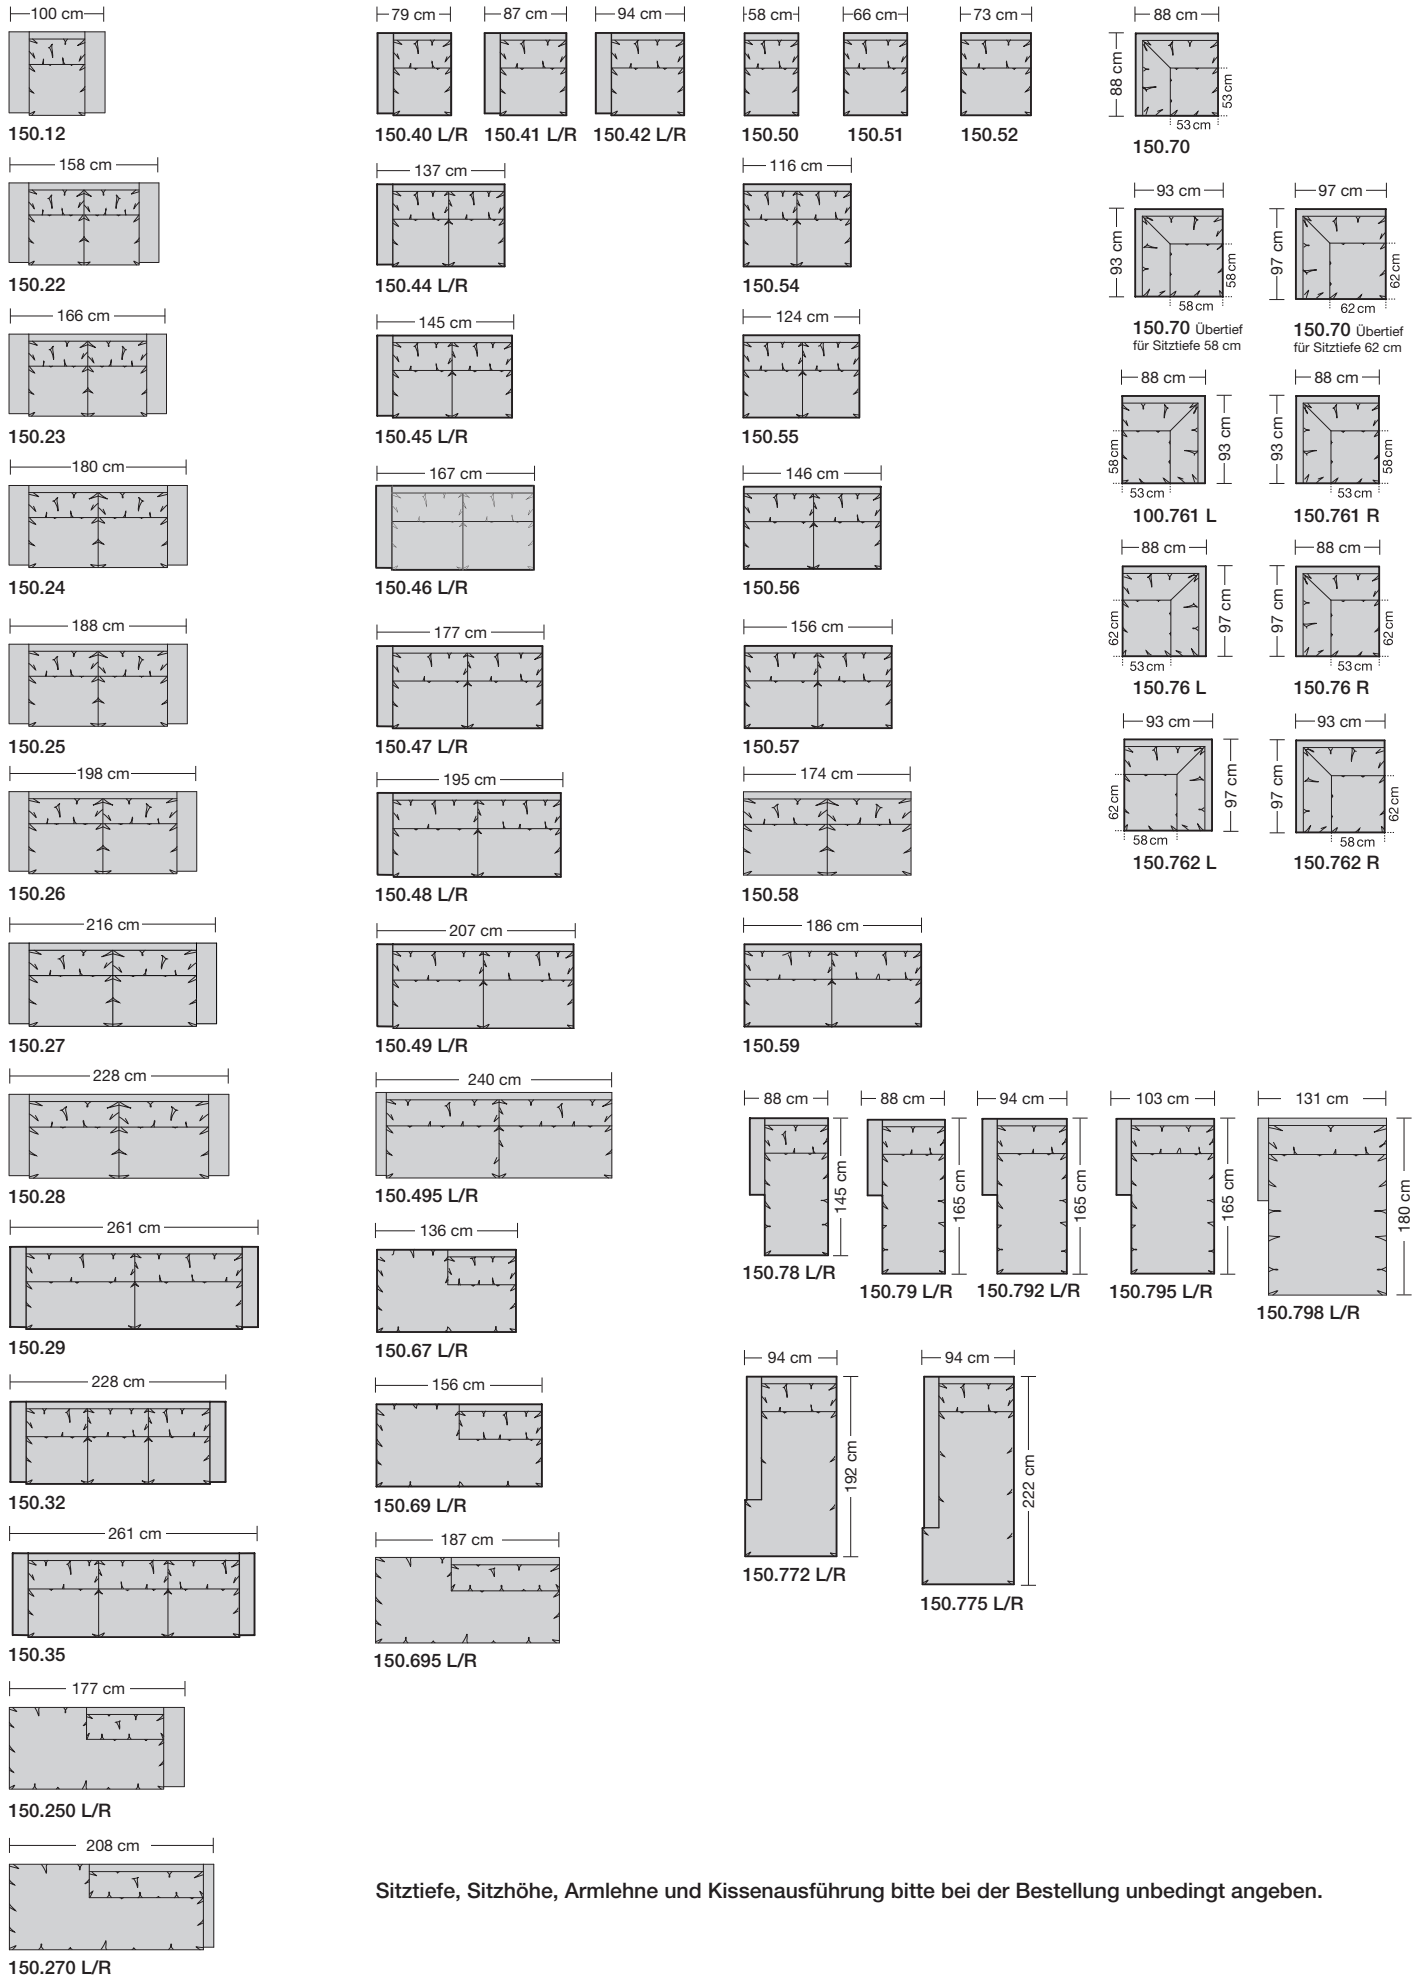 100 cm
150.12
158 cm
150.22
166 cm
150.23
180 cm
150.24
188 cm
150.25
198 cm
150.26
216 cm
150.27
228 cm
150.28
261 cm
150.29
228 cm
150.32
261 cm
150.35
177 cm
150.250 L/R
208 cm
150.270 L/R
79 cm
150.40 L/R
87 cm
150.41 L/R
94 cm
150.42 L/R
137 cm
150.44 L/R
145 cm
150.45 L/R
167 cm
150.46 L/R
177 cm
150.47 L/R
195 cm
150.48 L/R
207 cm
150.49 L/R
240 cm
150.495 L/R
136 cm
150.67 L/R
156 cm
150.69 L/R
187 cm
150.695 L/R
58 cm
150.50
66 cm
150.51
73 cm
150.52
116 cm
150.54
124 cm
150.55
146 cm
150.56
156 cm
150.57
174 cm
150.58
186 cm
150.59
88 cm
88 cm
53 cm
53 cm
150.70
93 cm
93 cm
58 cm
58 cm
150.70 Übertief
für Sitztiefe 58 cm
97 cm
97 cm
62 cm
62 cm
150.70 Übertief
für Sitztiefe 62 cm
88 cm
58 cm
93 cm
53 cm
100.761 L
88 cm
93 cm
58 cm
53 cm
150.761 R
88 cm
62 cm
97 cm
53 cm
150.76 L
88 cm
97 cm
62 cm
53 cm
150.76 R
93 cm
62 cm
97 cm
58 cm
150.762 L
93 cm
97 cm
62 cm
58 cm
150.762 R
88 cm
145 cm
150.78 L/R
88 cm
165 cm
150.79 L/R
94 cm
165 cm
150.792 L/R
103 cm
165 cm
150.795 L/R
131 cm
180 cm
150.798 L/R
94 cm
192 cm
150.772 L/R
94 cm
222 cm
150.775 L/R
Sitztiefe, Sitzhöhe, Armlehne und Kissenausführung bitte bei der Bestellung unbedingt angeben.